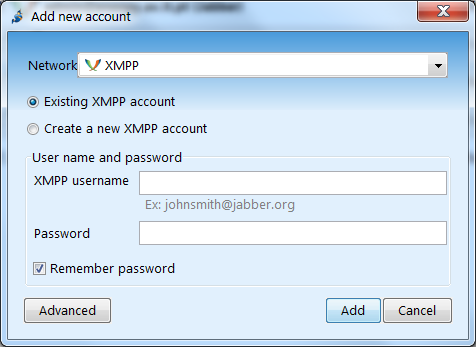 Add new account
Network XMPP
Existing XMPP account
Create a new XMPP account
User name and password
XMPP username
Ex: johnsmith@jabber.org
Password
Remember password
Advanced Add Cancel